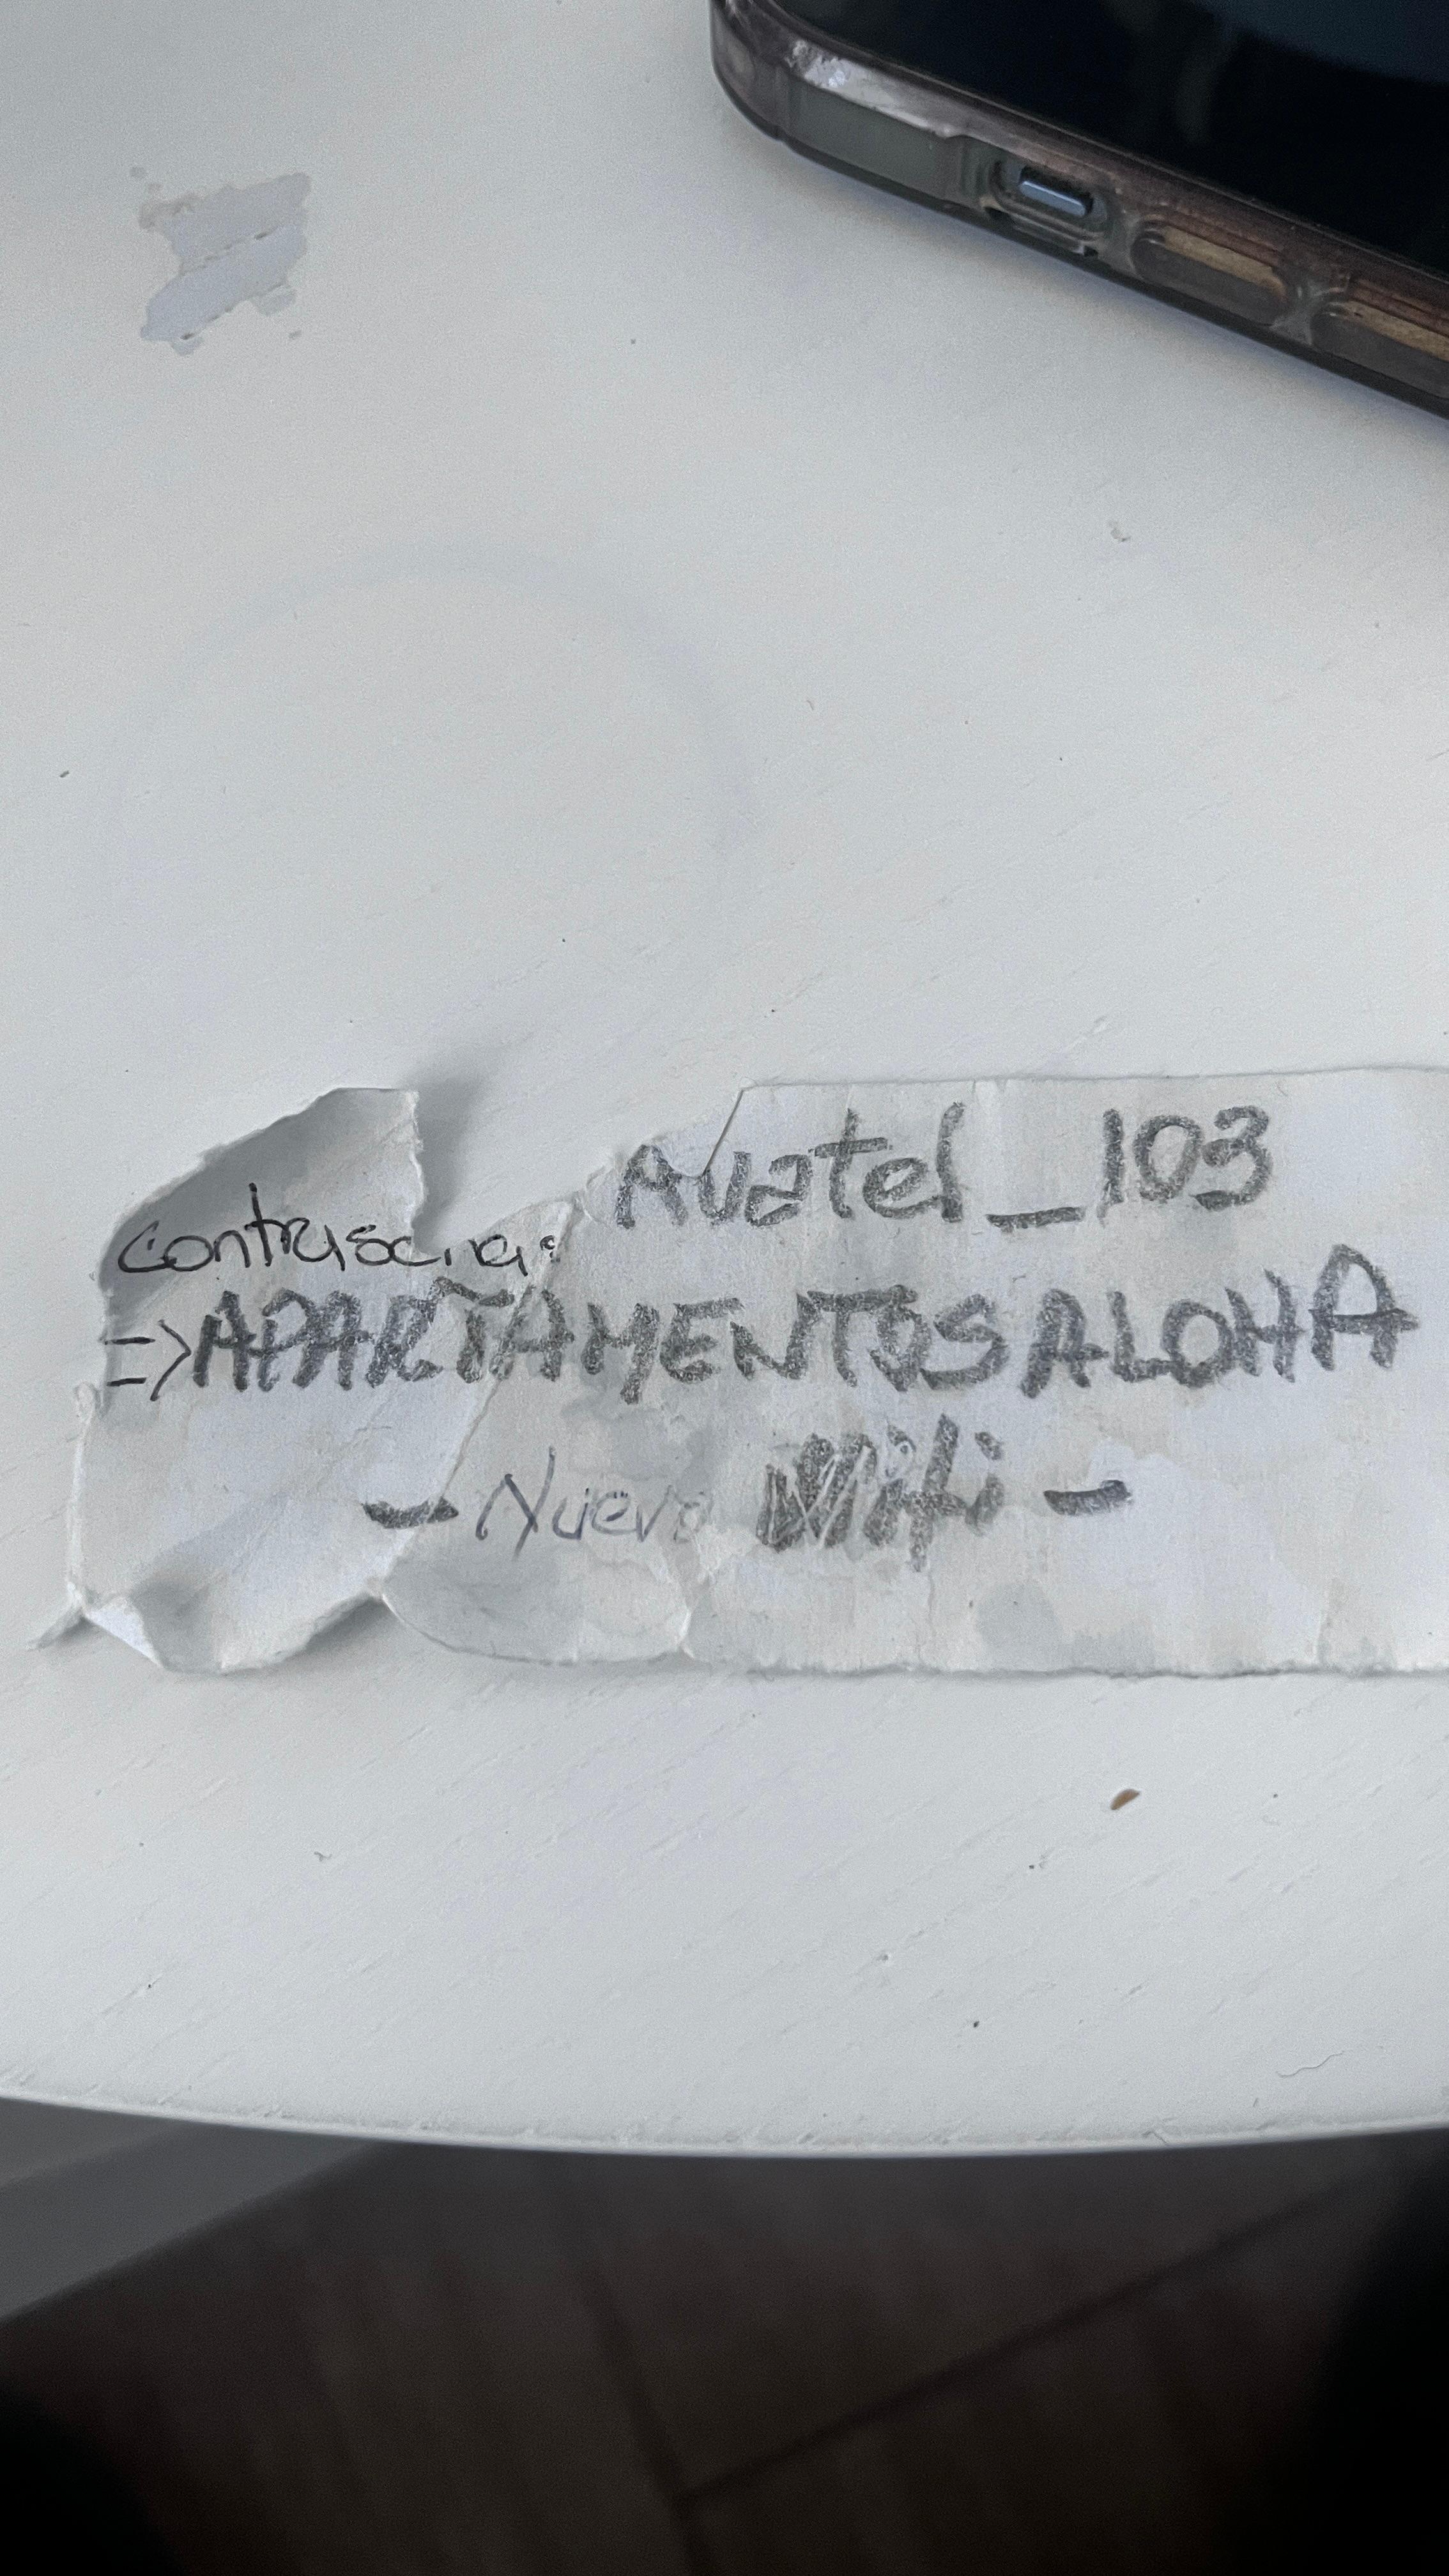 Avatel_103
Contraseña:
=>APARTAMENTOSALOHA
- Nuevo Wifi -